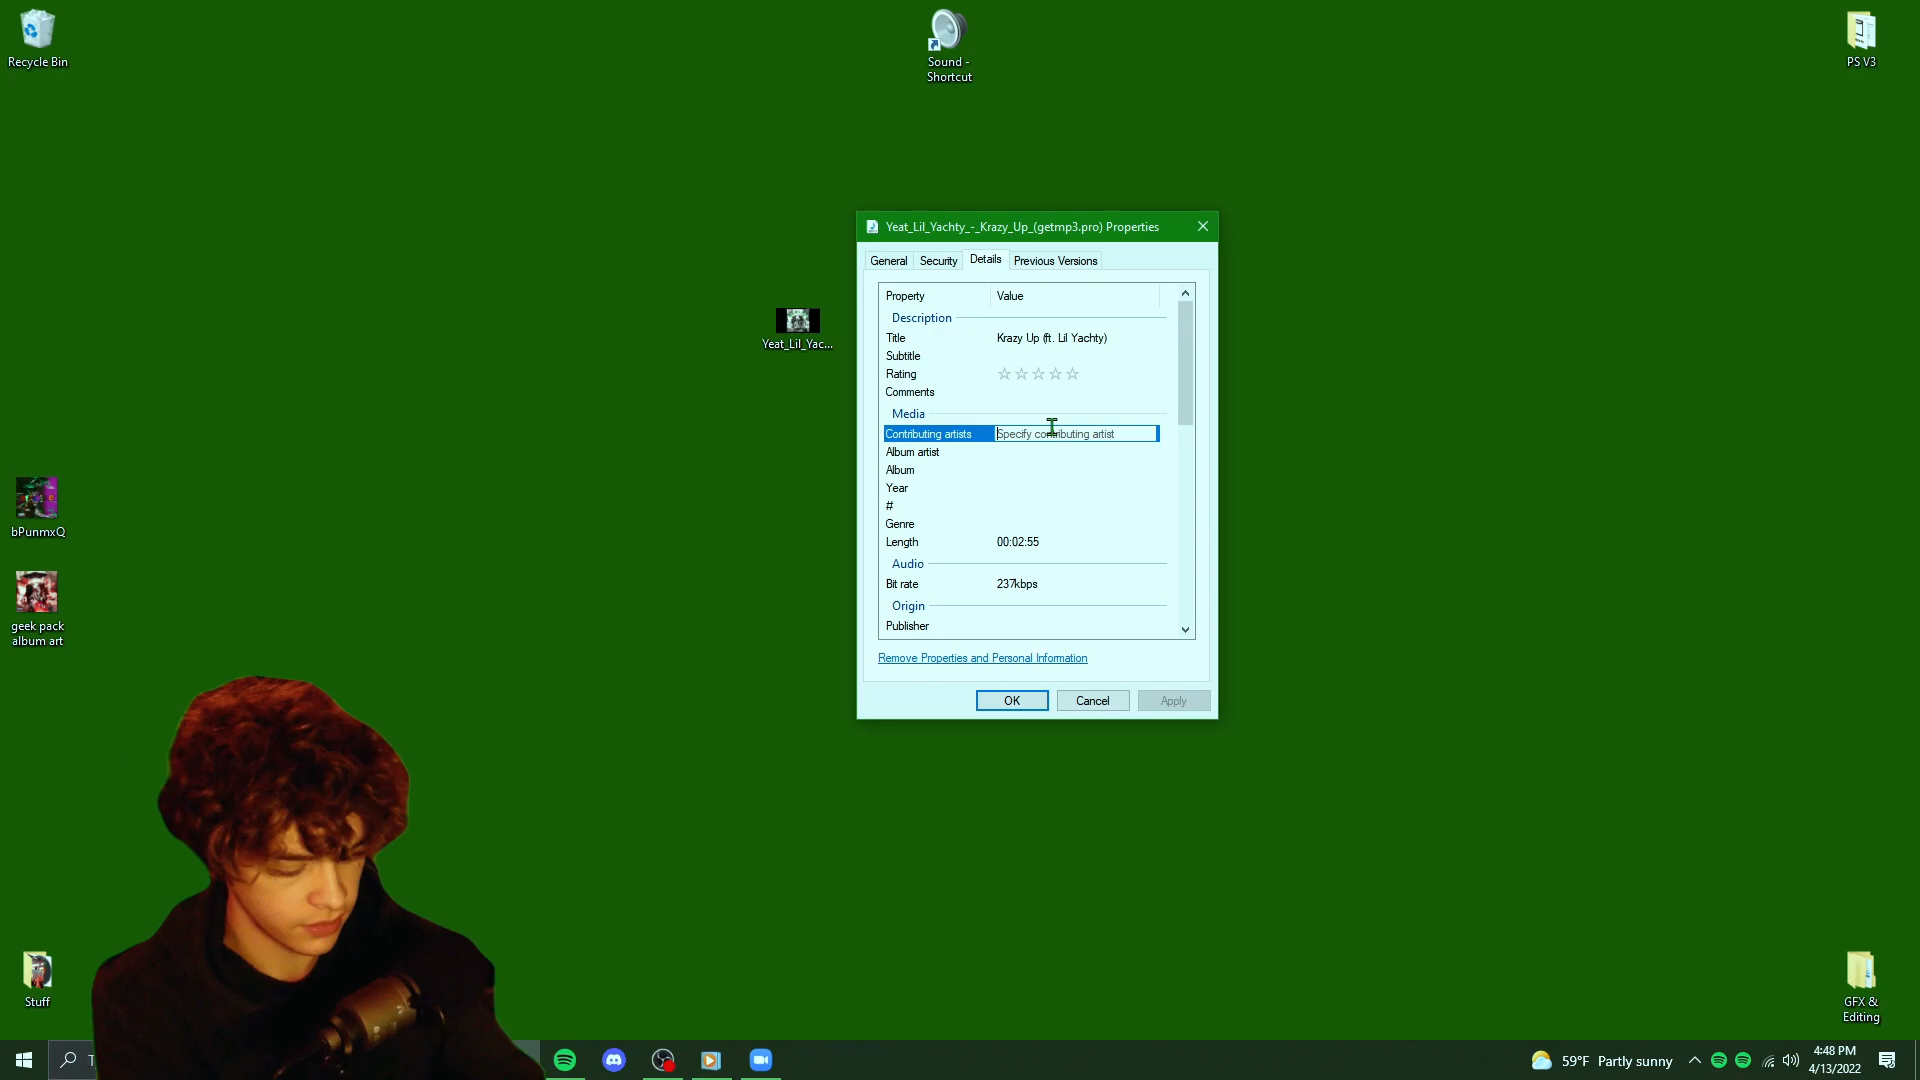 Recycle Bin
Sound -
Shortcut
PS V3
Yeat_Lil_Yachty_-_Krazy_Up_(getmp3.pro) Properties
General
Security
Details
Previous Versions
Property
Value
Description
Title
Krazy Up (ft. Lil Yachty)
Subtitle
Rating
Comments
Media
Contributing artists
Specify contributing artist
Album artist
Album
Year
#
Genre
Length
00:02:55
Audio
Bit rate
237kbps
Origin
Publisher
Remove Properties and Personal Information
OK
Cancel
Apply
Yeat_Lil_Yac...
bPunmxQ
geek pack
album art
Stuff
GFX &
Editing
T
59°F Partly sunny
4:48 PM
4/13/2022